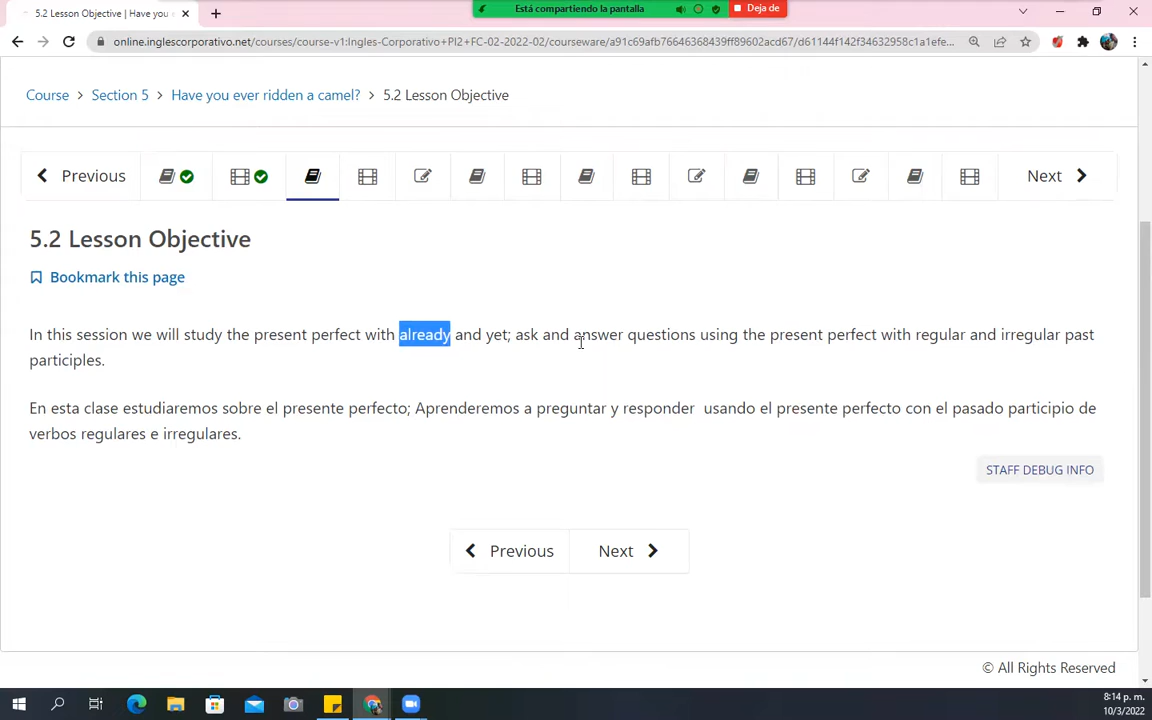 5.2 Lesson Objective | Have you e
Está compartiendo la pantalla
Deja de
online.inglescorporativo.net/courses/course-v1:Ingles-Corporativo+PI2+FC-02-2022-02/courseware/a91c69afb76646368439ff89602acd67/d61144f142f34632958c1a1efe...
Course > Section 5 > Have you ever ridden a camel? > 5.2 Lesson Objective
Previous
Next
5.2 Lesson Objective
Bookmark this page
In this session we will study the present perfect with already and yet; ask and answer questions using the present perfect with regular and irregular past
participles.
En esta clase estudiaremos sobre el presente perfecto; Aprenderemos a preguntar y responder usando el presente perfecto con el pasado participio de
verbos regulares e irregulares.
STAFF DEBUG INFO
Previous
Next
© All Rights Reserved
8:14 p. m.
10/3/2022